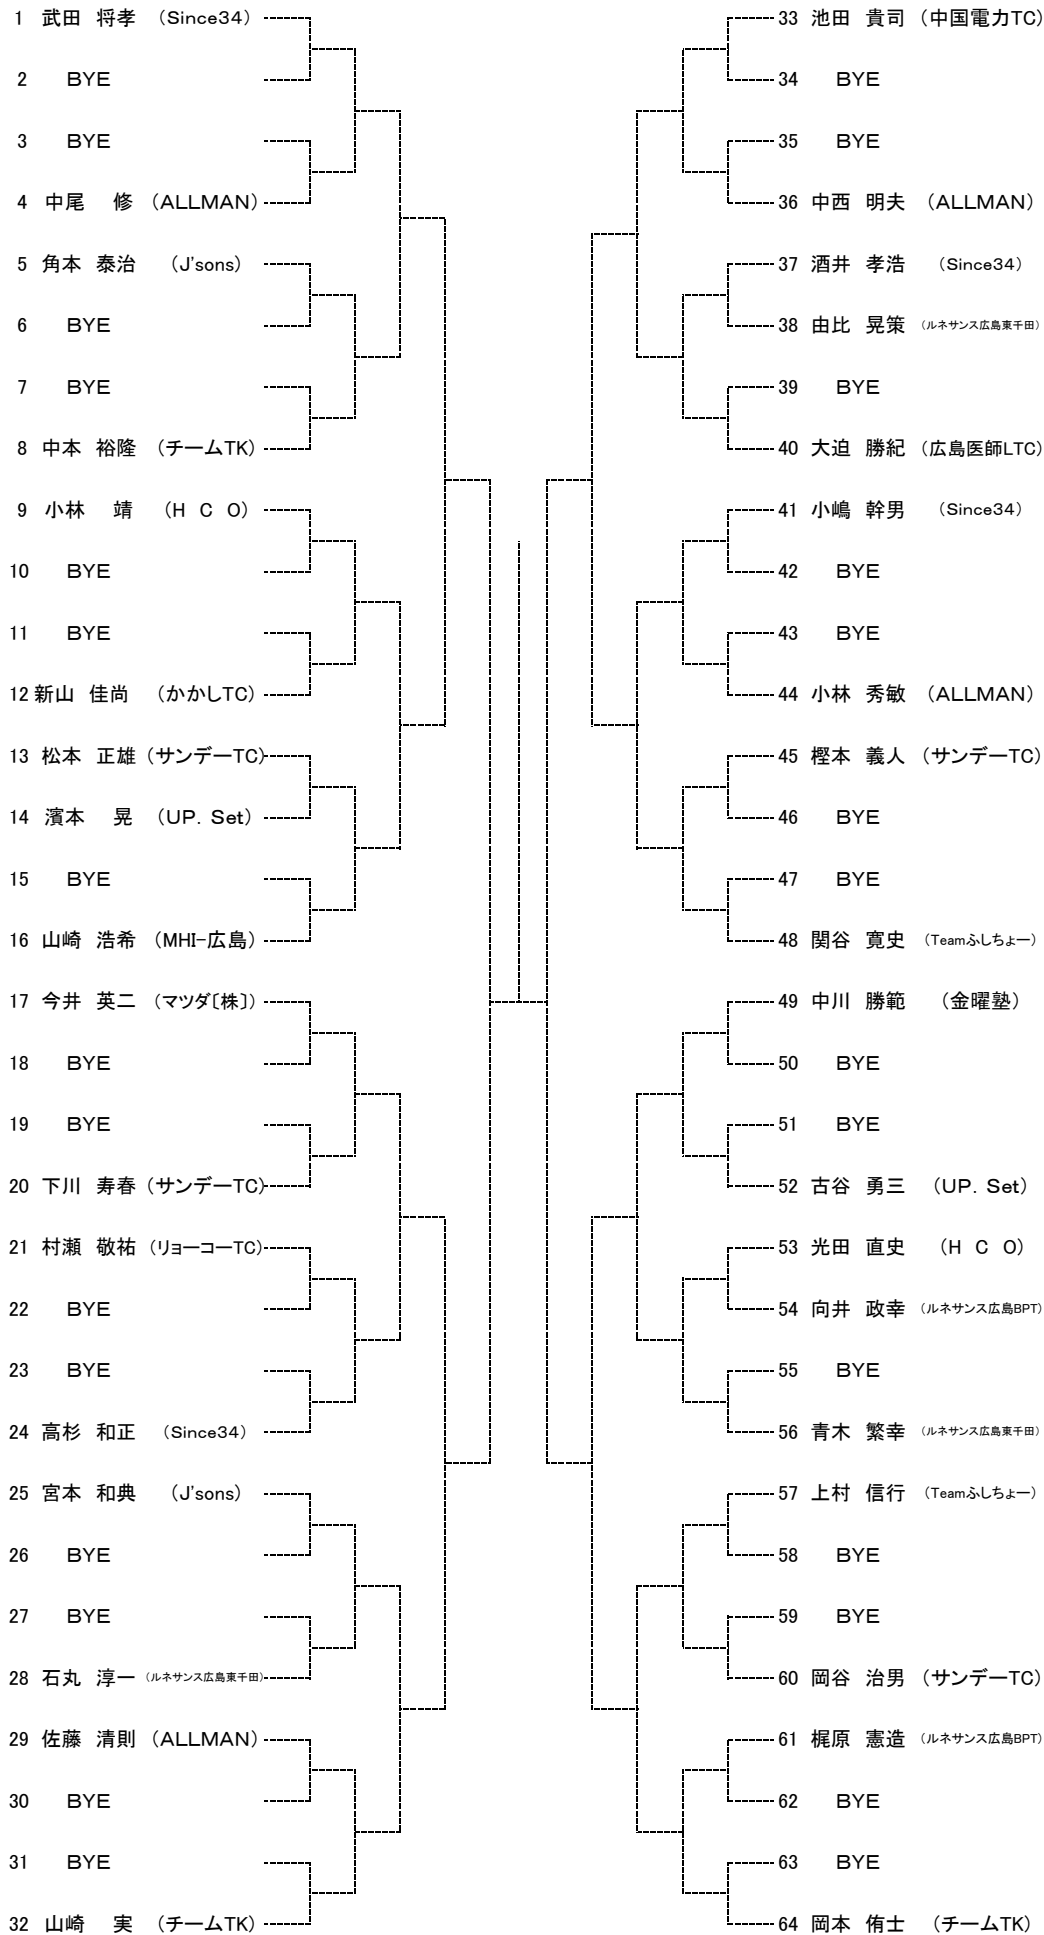 1 武田 将孝 (Since34)
2 BYE
3 BYE
4 中尾 修 (ALLMAN)
5 角本 泰治 (J'sons)
6 BYE
7 BYE
8 中本 裕隆 (チームTK)
9 小林 靖 (H C O)
10 BYE
11 BYE
12 新山 佳尚 (かかしTC)
13 松本 正雄 (サンデーTC)
14 濱本 晃 (UP. Set)
15 BYE
16 山崎 浩希 (MHI-広島)
17 今井 英二 (マツダ〔株〕)
18 BYE
19 BYE
20 下川 寿春 (サンデーTC)
21 村瀬 敬祐 (リョーコーTC)
22 BYE
23 BYE
24 高杉 和正 (Since34)
25 宮本 和典 (J'sons)
26 BYE
27 BYE
28 石丸 淳一 (ルネサンス広島東千田)
29 佐藤 清則 (ALLMAN)
30 BYE
31 BYE
32 山崎 実 (チームTK)
33 池田 貴司 (中国電力TC)
34 BYE
35 BYE
36 中西 明夫 (ALLMAN)
37 酒井 孝浩 (Since34)
38 由比 晃策 (ルネサンス広島東千田)
39 BYE
40 大迫 勝紀 (広島医師LTC)
41 小嶋 幹男 (Since34)
42 BYE
43 BYE
44 小林 秀敏 (ALLMAN)
45 樫本 義人 (サンデーTC)
46 BYE
47 BYE
48 関谷 寛史 (Teamふしちょー)
49 中川 勝範 (金曜塾)
50 BYE
51 BYE
52 古谷 勇三 (UP. Set)
53 光田 直史 (H C O)
54 向井 政幸 (ルネサンス広島BPT)
55 BYE
56 青木 繁幸 (ルネサンス広島東千田)
57 上村 信行 (Teamふしちょー)
58 BYE
59 BYE
60 岡谷 治男 (サンデーTC)
61 梶原 憲造 (ルネサンス広島BPT)
62 BYE
63 BYE
64 岡本 侑士 (チームTK)